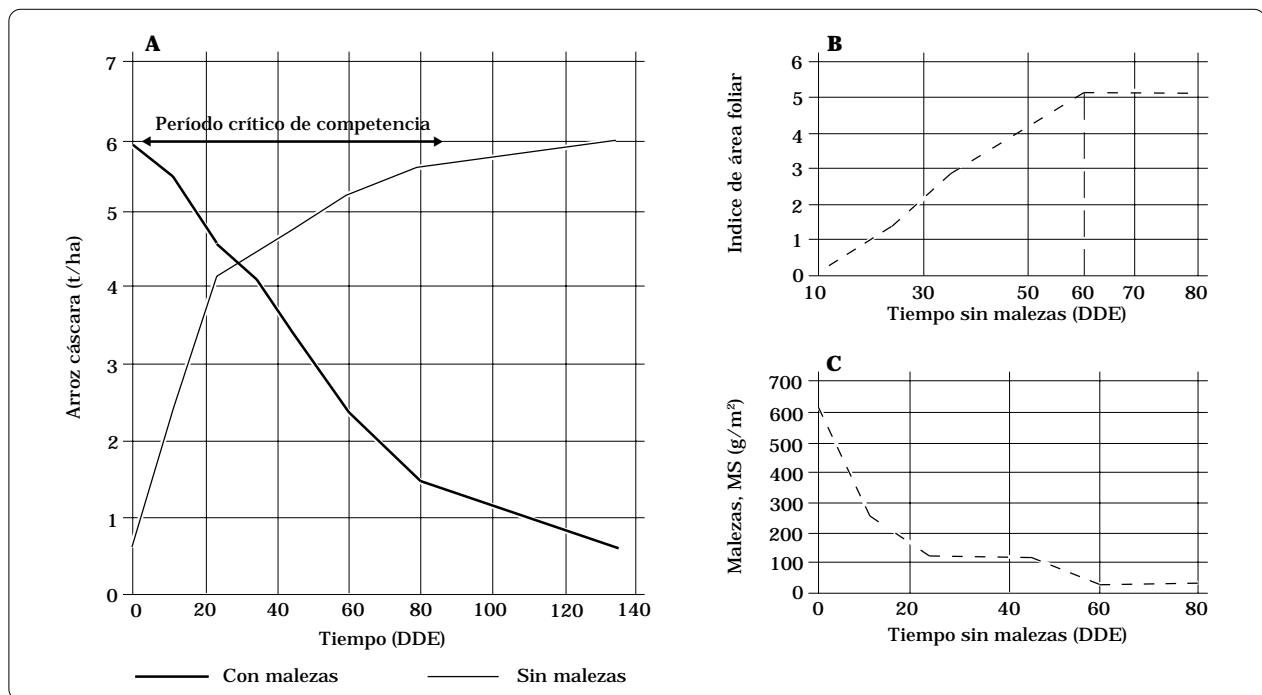 A
7
6
5
4
3
2
1
0
Arroz cáscara (t/ha)
Período crítico de competencia
0 20 40 60 80 100 120 140
Tiempo (DDE)
Con malezas
Sin malezas
B
6
5
4
3
2
1
0
Indice de área foliar
10 30 50 60 70 80
Tiempo sin malezas (DDE)
C
700
600
500
400
300
200
100
0
Malezas, MS (g/m²)
0 20 40 60 80
Tiempo sin malezas (DDE)